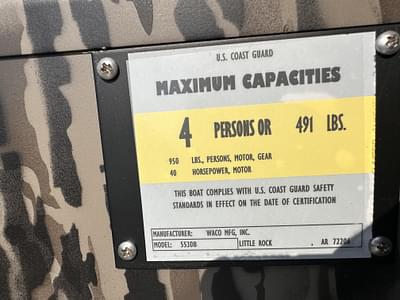 U.S. COAST GUARD
MAXIMUM CAPACITIES
4 PERSONS OR 491 LBS.
950 LBS., PERSONS, MOTOR, GEAR
40 HORSEPOWER, MOTOR
THIS BOAT COMPLIES WITH U.S. COAST GUARD SAFETY
STANDARDS IN EFFECT ON THE DATE OF CERTIFICATION
MANUFACTURER: WACO MFG, INC.
MODEL: 5530B LITTLE ROCK , AR 72206